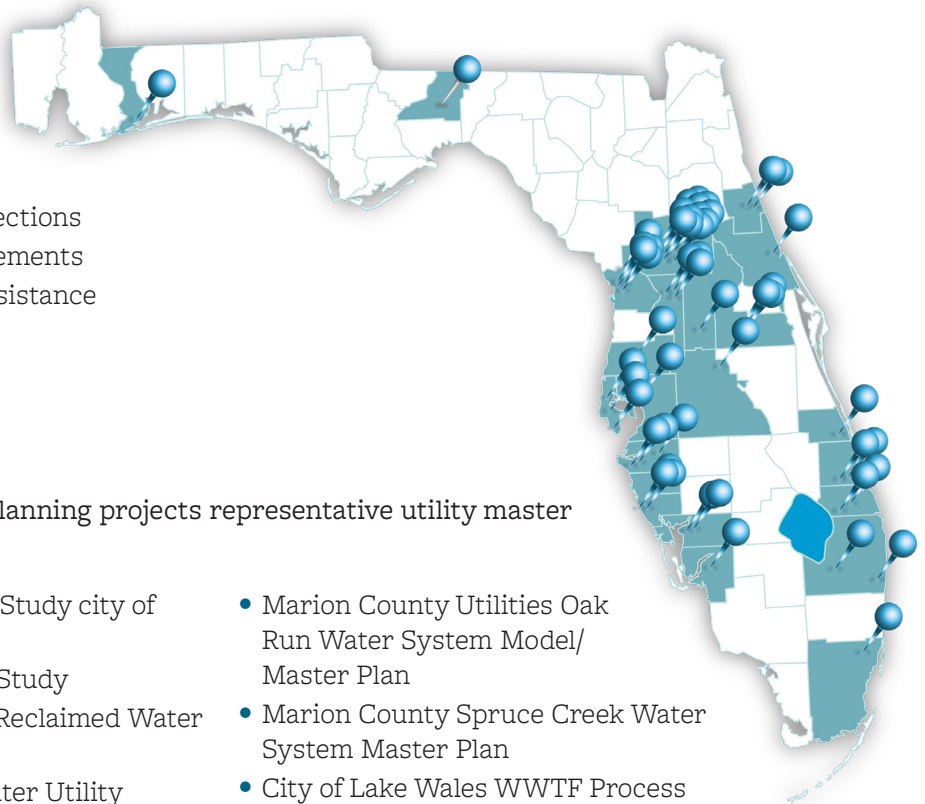 ections
ements
sistance
lanning projects representative utility master
Study city of
Study
Reclaimed Water
ter Utility
• Marion County Utilities Oak
Run Water System Model/
Master Plan
• Marion County Spruce Creek Water
System Master Plan
• City of Lake Wales WWTF Process